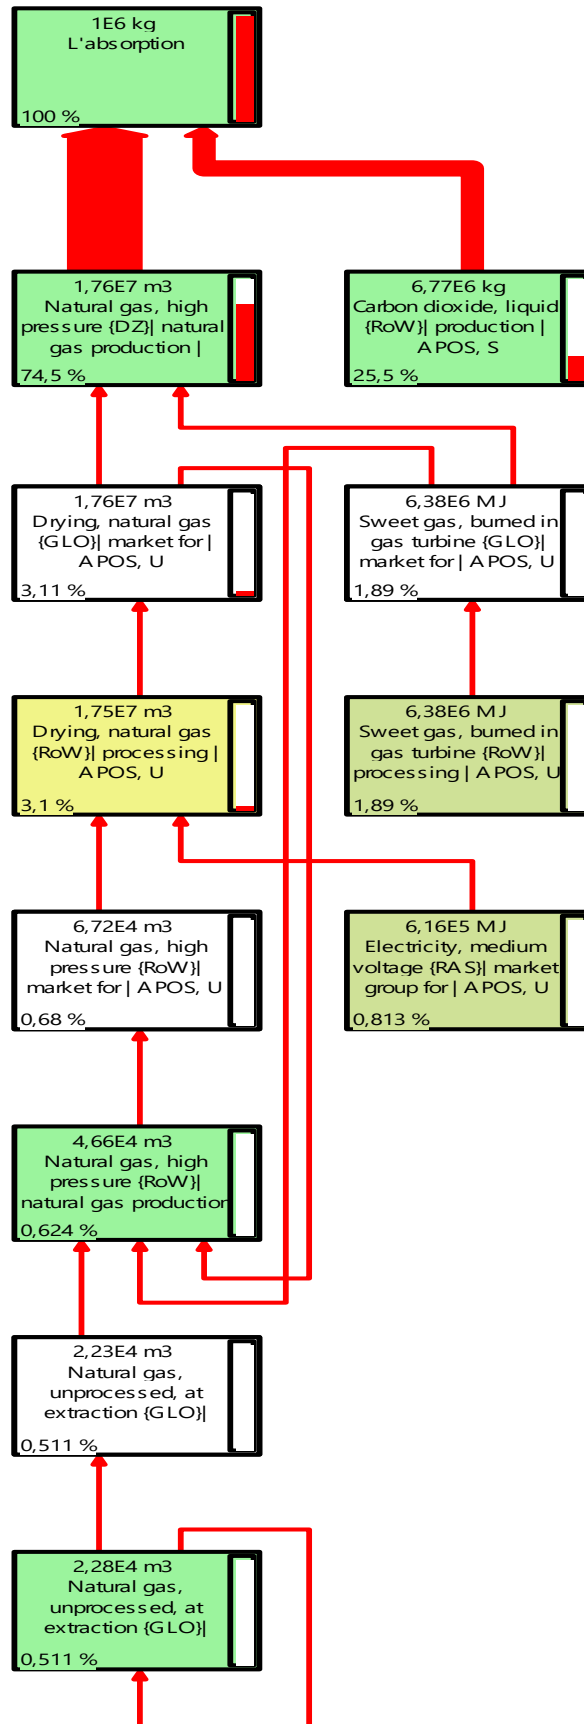 1E6 kg
L'absorption
100 %
1,76E7 m3
Natural gas, high
pressure {DZ}| natural
gas production |
74,5 %
6,77E6 kg
Carbon dioxide, liquid
{RoW}| production |
APOS, S
25,5 %
1,76E7 m3
Drying, natural gas
{GLO}| market for |
APOS, U
3,11 %
6,38E6 MJ
Sweet gas, burned in
gas turbine {GLO}|
market for | APOS, U
1,89 %
1,75E7 m3
Drying, natural gas
{RoW}| processing |
APOS, U
3,1 %
6,38E6 MJ
Sweet gas, burned in
gas turbine {RoW}|
processing | APOS, U
1,89 %
6,72E4 m3
Natural gas, high
pressure {RoW}|
market for | APOS, U
0,68 %
6,16E5 MJ
Electricity, medium
voltage {RAS}| market
group for | APOS, U
0,813 %
4,66E4 m3
Natural gas, high
pressure {RoW}|
natural gas production
0,624 %
2,23E4 m3
Natural gas,
unprocessed, at
extraction {GLO}|
0,511 %
2,28E4 m3
Natural gas,
unprocessed, at
extraction {GLO}|
0,511 %